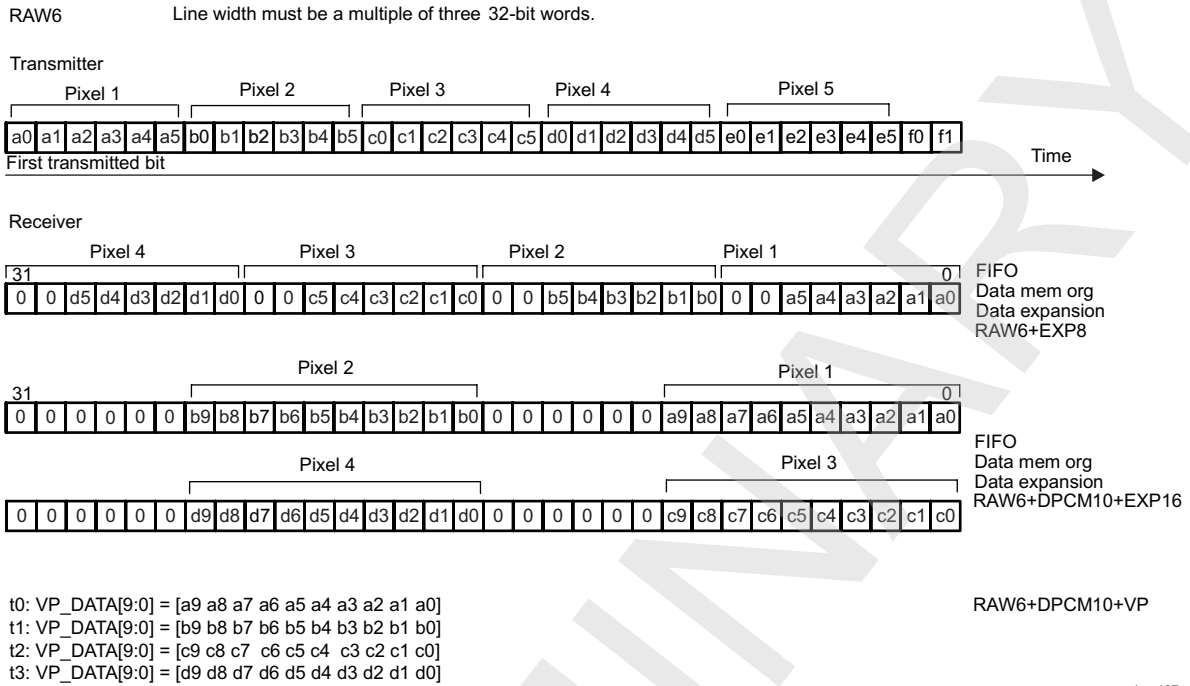 RAW6 Line width must be a multiple of three 32-bit words.
Transmitter
Pixel 1 Pixel 2 Pixel 3 Pixel 4 Pixel 5
a0 a1 a2 a3 a4 a5 b0 b1 b2 b3 b4 b5 c0 c1 c2 c3 c4 c5 d0 d1 d2 d3 d4 d5 e0 e1 e2 e3 e4 e5 f0 f1
First transmitted bit Time
Receiver
Pixel 4 Pixel 3 Pixel 2 Pixel 1
31 0
0 0 d5 d4 d3 d2 d1 d0 0 0 c5 c4 c3 c2 c1 c0 0 0 b5 b4 b3 b2 b1 b0 0 0 a5 a4 a3 a2 a1 a0
FIFO
Data mem org
Data expansion
RAW6+EXP8
Pixel 2 Pixel 1
31 0
0 0 0 0 0 0 b9 b8 b7 b6 b5 b4 b3 b2 b1 b0 0 0 0 0 0 0 a9 a8 a7 a6 a5 a4 a3 a2 a1 a0
Pixel 4 Pixel 3
0 0 0 0 0 0 d9 d8 d7 d6 d5 d4 d3 d2 d1 d0 0 0 0 0 0 0 c9 c8 c7 c6 c5 c4 c3 c2 c1 c0
FIFO
Data mem org
Data expansion
RAW6+DPCM10+EXP16
t0: VP_DATA[9:0] = [a9 a8 a7 a6 a5 a4 a3 a2 a1 a0]
t1: VP_DATA[9:0] = [b9 b8 b7 b6 b5 b4 b3 b2 b1 b0]
t2: VP_DATA[9:0] = [c9 c8 c7 c6 c5 c4 c3 c2 c1 c0]
t3: VP_DATA[9:0] = [d9 d8 d7 d6 d5 d4 d3 d2 d1 d0]
RAW6+DPCM10+VP